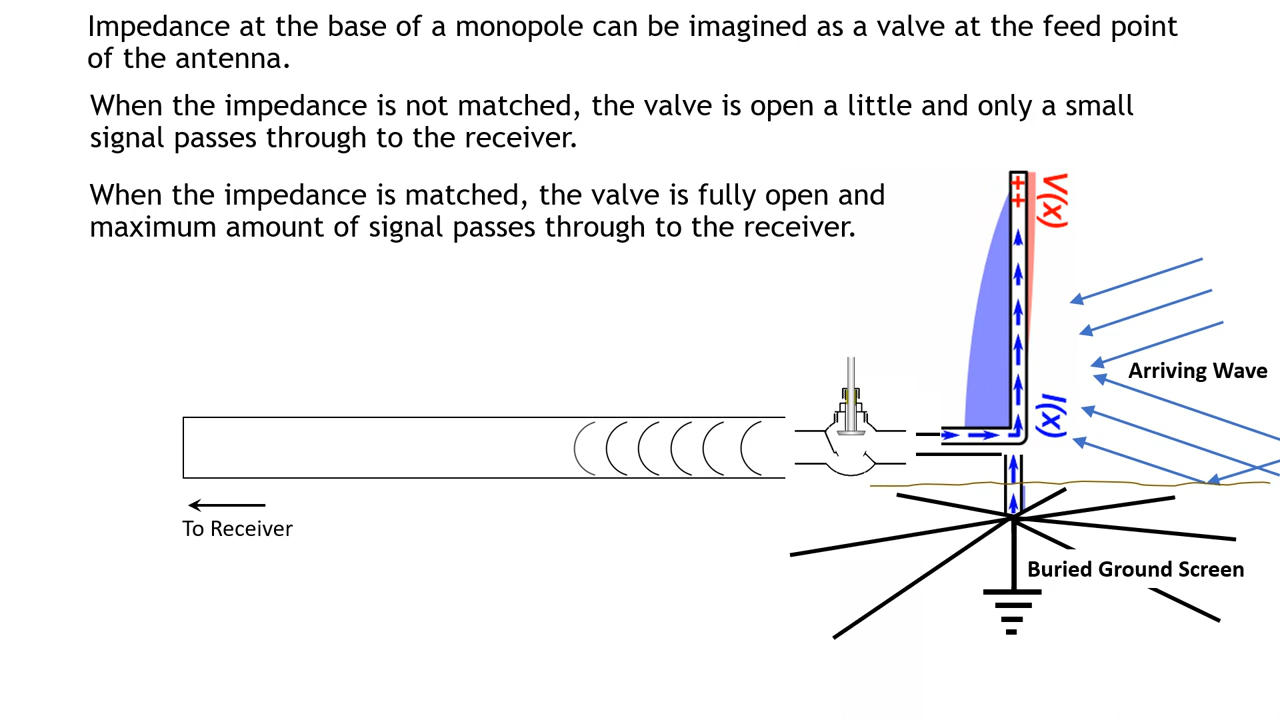 Impedance at the base of a monopole can be imagined as a valve at the feed point
of the antenna.
When the impedance is not matched, the valve is open a little and only a small
signal passes through to the receiver.
When the impedance is matched, the valve is fully open and
maximum amount of signal passes through to the receiver.
++
V(x)
Arriving Wave
I(x)
To Receiver
Buried Ground Screen